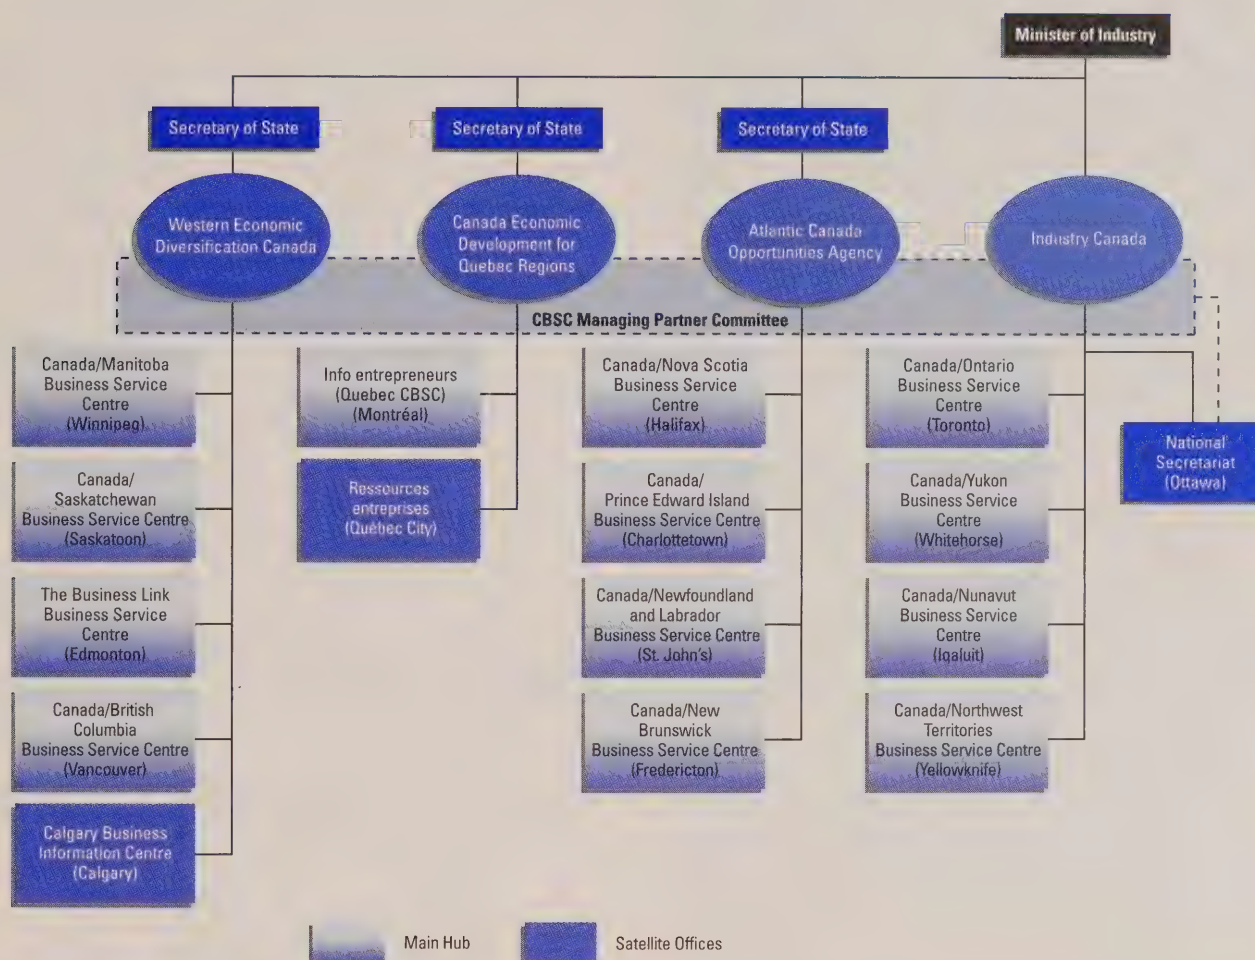 Minister of Industry
Secretary of State
Secretary of State
Secretary of State
Western Economic
Diversification Canada
Canada Economic
Development for
Quebec Regions
Atlantic Canada
Opportunities Agency
Industry Canada
CBSC Managing Partner Committee
Canada/Manitoba
Business Service
Centre
(Winnipeg)
Canada/
Saskatchewan
Business Service Centre
(Saskatoon)
The Business Link
Business Service
Centre
(Edmonton)
Canada/British
Columbia
Business Service Centre
(Vancouver)
Calgary Business
Information Centre
(Calgary)
Info entrepreneurs
(Quebec CBSC)
(Montréal)
Ressources
entreprises
(Québec City)
Canada/Nova Scotia
Business Service
Centre
(Halifax)
Canada/
Prince Edward Island
Business Service Centre
(Charlottetown)
Canada/Newfoundland
and Labrador
Business Service Centre
(St. John's)
Canada/New
Brunswick
Business Service Centre
(Fredericton)
Canada/Ontario
Business Service
Centre
(Toronto)
Canada/Yukon
Business Service
Centre
(Whitehorse)
Canada/Nunavut
Business Service
Centre
(Iqaluit)
Canada/Northwest
Territories
Business Service Centre
(Yellowknife)
National
Secretariat
(Ottawa)
Main Hub
Satellite Offices